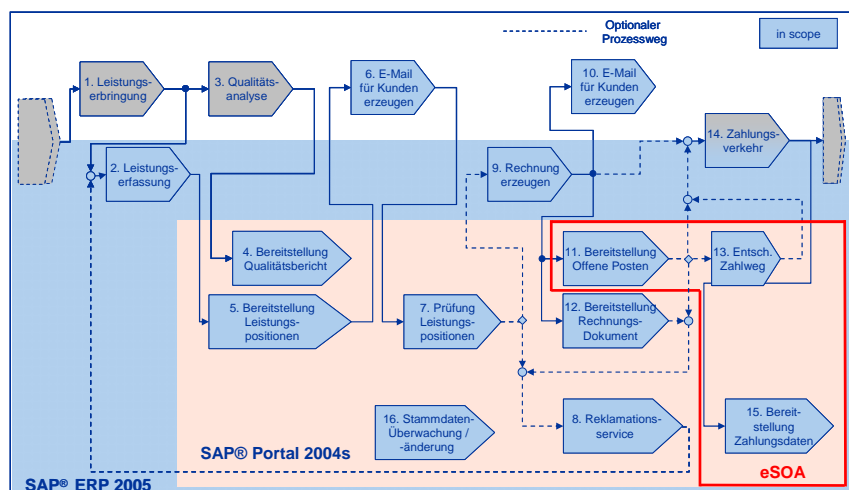 Optionaler
Prozessweg
in scope
1. Leistungs-
erbringung
3. Qualitäts-
analyse
6. E-Mail
für Kunden
erzeugen
10. E-Mail
für Kunden
erzeugen
14. Zahlungs-
verkehr
2. Leistungs-
erfassung
9. Rechnung
erzeugen
4. Bereitstellung
Qualitätsbericht
11. Bereitstellung
Offene Posten
13. Entsch.
Zahlweg
5. Bereitstellung
Leistungs-
positionen
7. Prüfung
Leistungs-
positionen
12. Bereitstellung
Rechnungs-
Dokument
16. Stammdaten-
Überwachung /
-änderung
8. Reklamations-
service
15. Bereit-
stellung
Zahlungsdaten
SAP® Portal 2004s
eSOA
SAP® ERP 2005